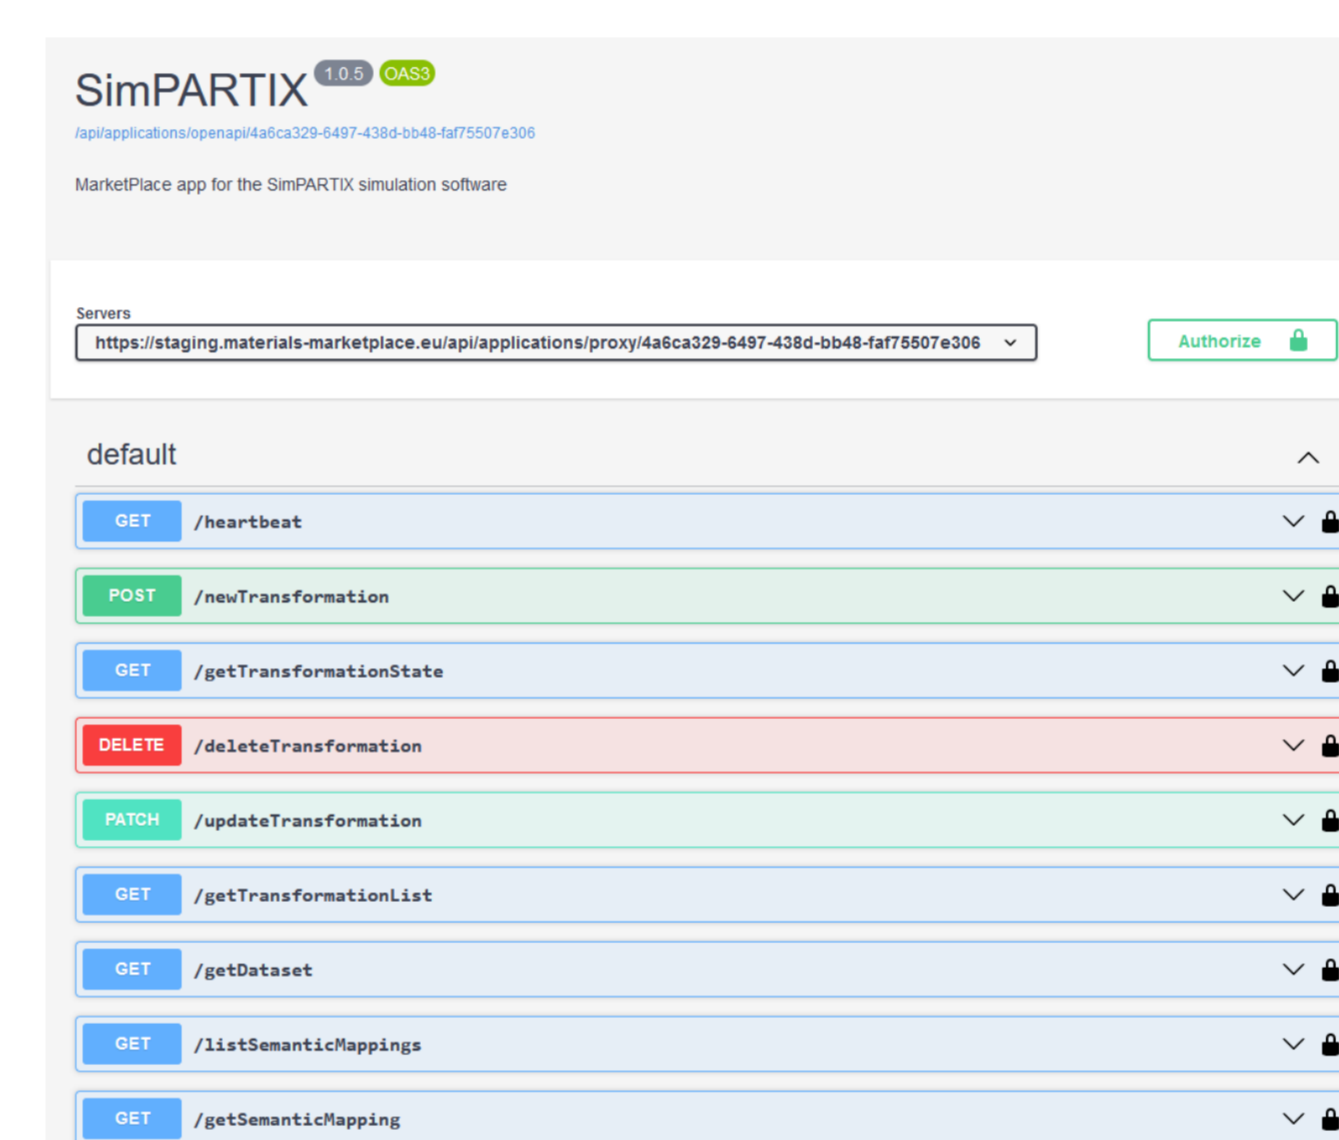 SimPARTIX 1.0.5 OAS3
/api/applications/openapi/4a6ca329-6497-438d-bb48-faf75507e306
MarketPlace app for the SimPARTIX simulation software
Servers
https://staging.materials-marketplace.eu/api/applications/proxy/4a6ca329-6497-438d-bb48-faf75507e306
Authorize
default
GET /heartbeat
POST /newTransformation
GET /getTransformationState
DELETE /deleteTransformation
PATCH /updateTransformation
GET /getTransformationList
GET /getDataset
GET /listSemanticMappings
GET /getSemanticMapping